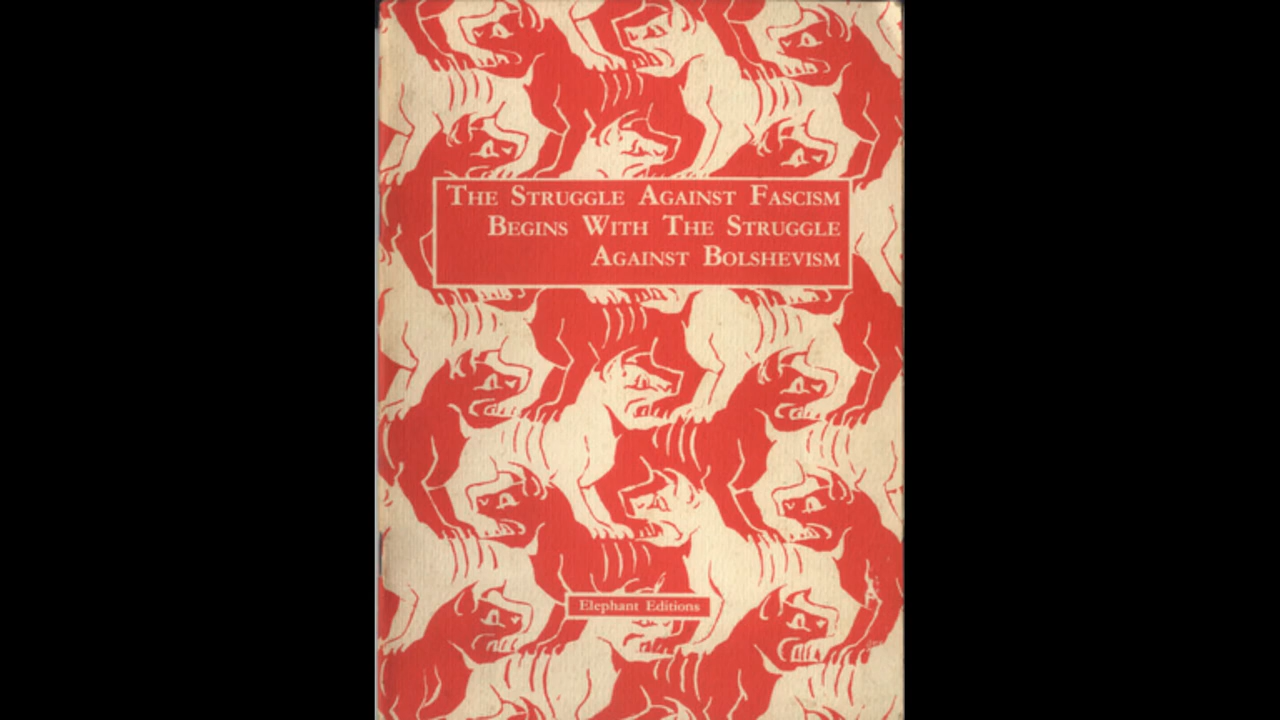 The Struggle Against Fascism
Begins With The Struggle
Against Bolshevism
Elephant Editions